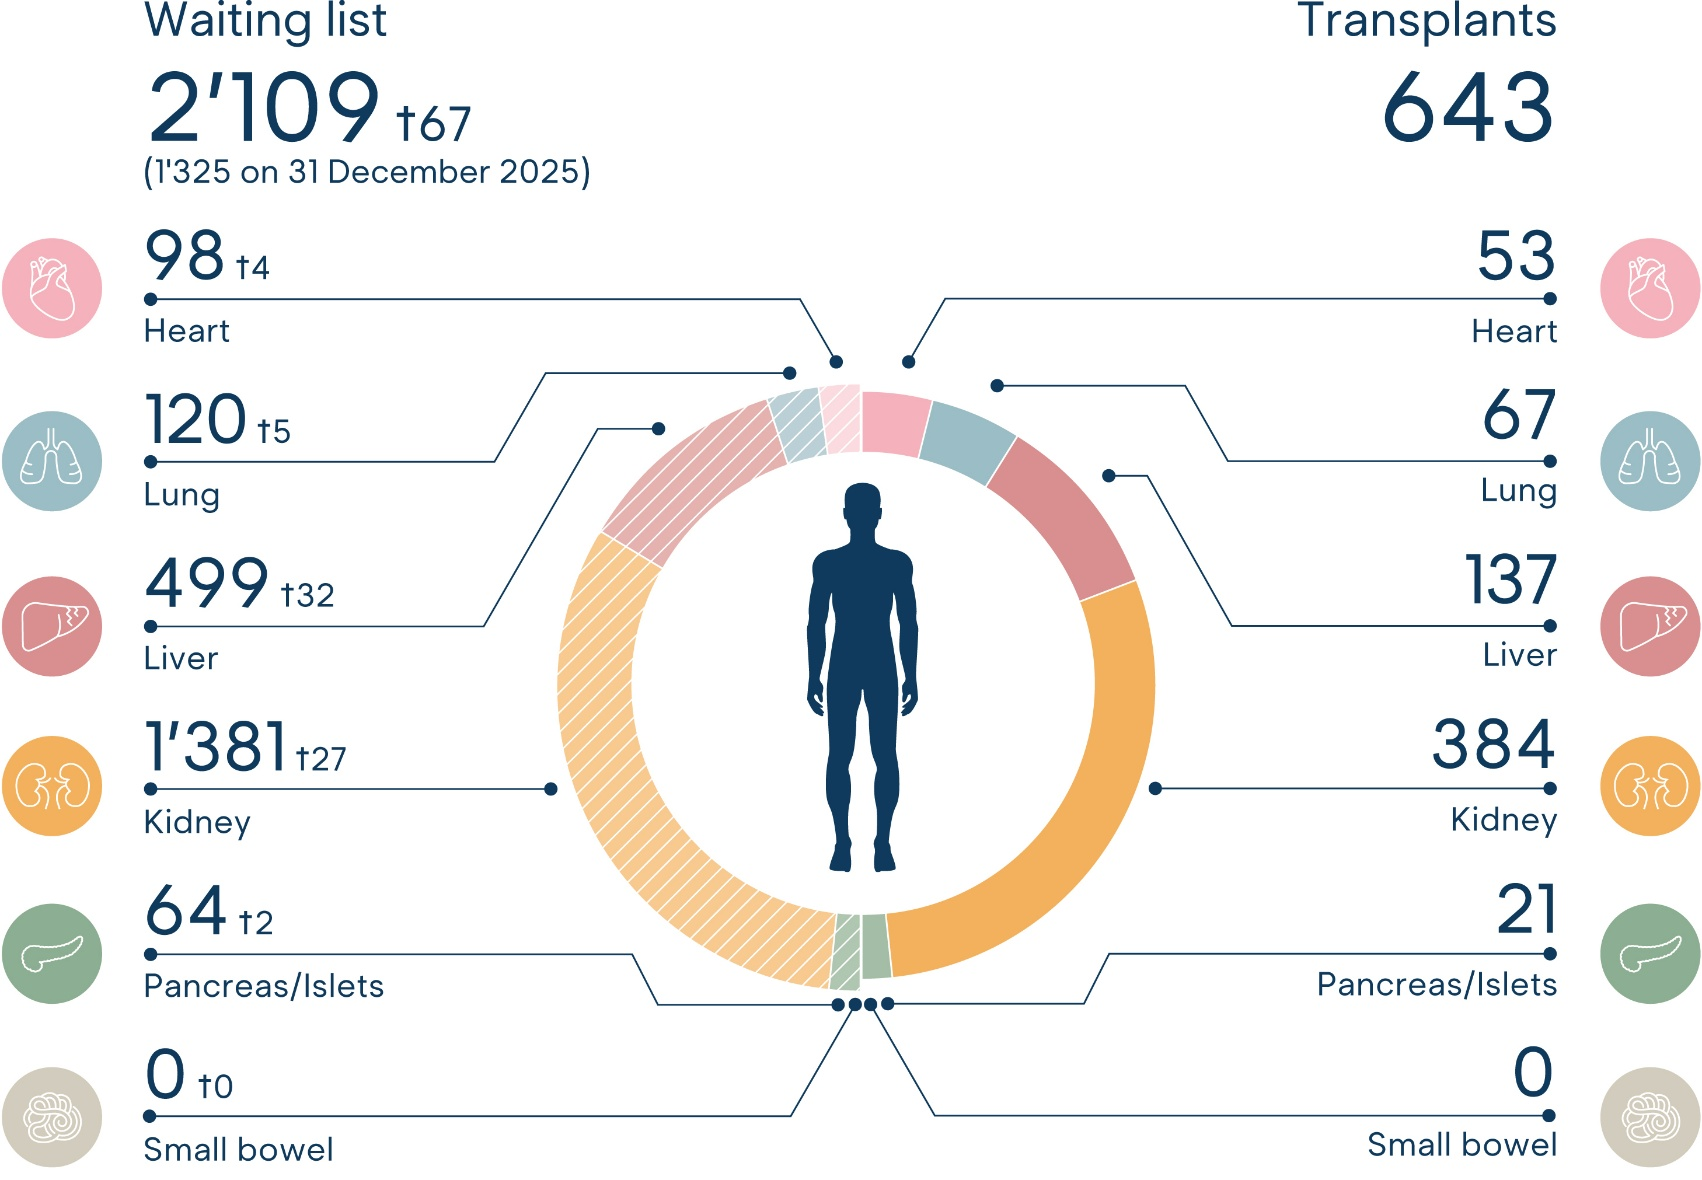 Waiting list
2’109 †67
(1'325 on 31 December 2025)
98 †4
Heart
120 †5
Lung
499 †32
Liver
1’381 †27
Kidney
64 †2
Pancreas/Islets
0 †0
Small bowel
Transplants
643
53
Heart
67
Lung
137
Liver
384
Kidney
21
Pancreas/Islets
0
Small bowel